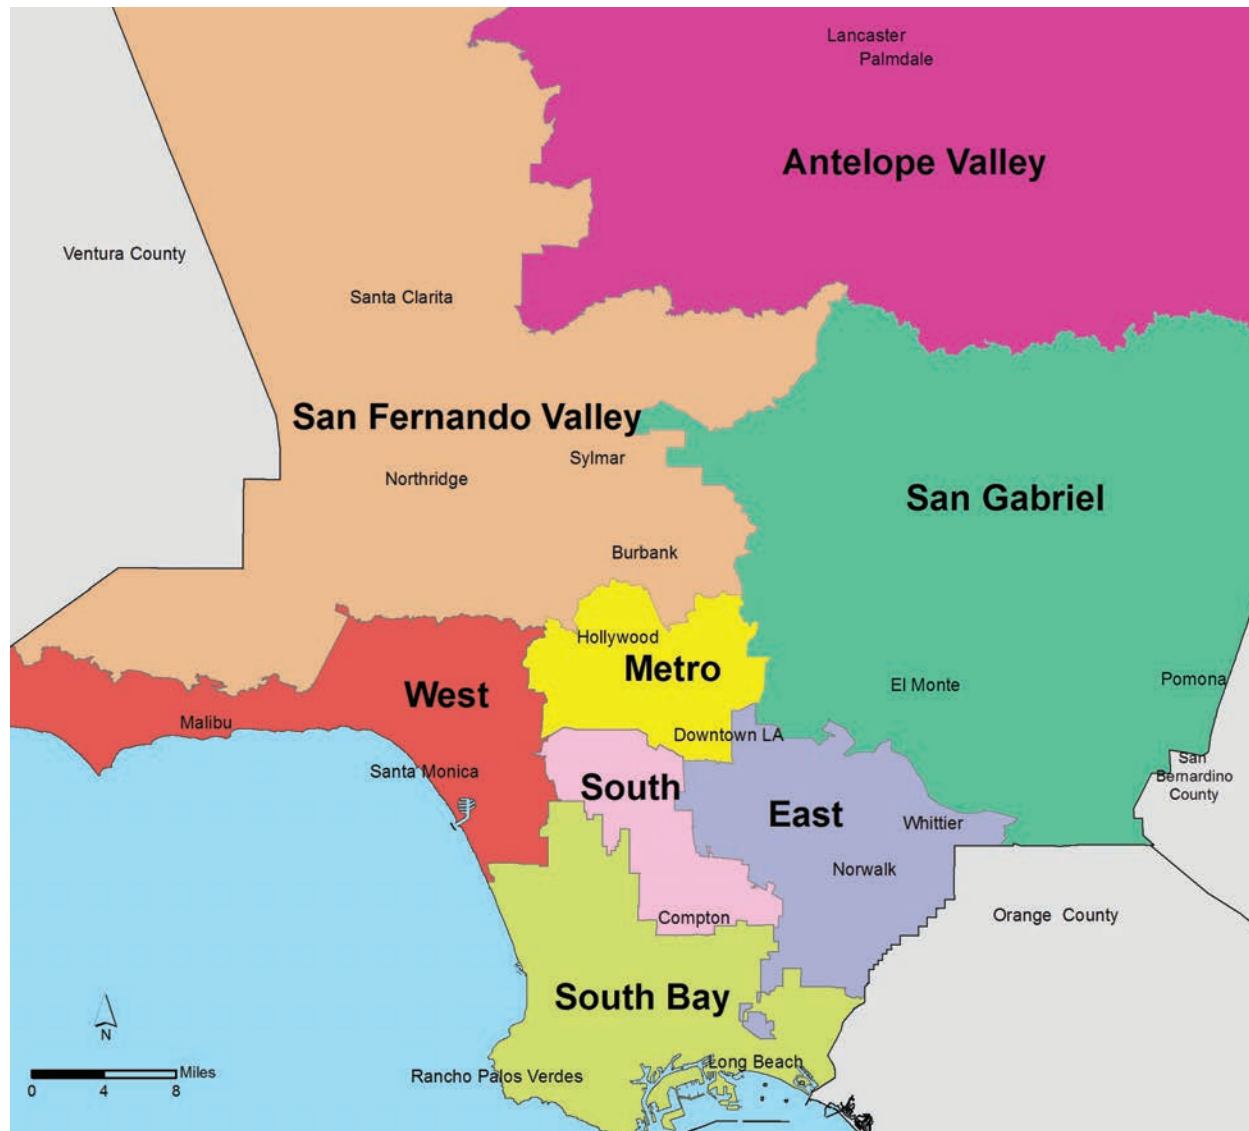 Lancaster
Palmdale
Antelope Valley
Ventura County
Santa Clarita
San Fernando Valley
Sylmar
Northridge
San Gabriel
Burbank
Hollywood
Metro
El Monte
Pomona
West
Malibu
Downtown LA
Santa Monica
San
Bernardino
County
South
East
Whittier
Norwalk
Compton
Orange County
South Bay
N
Long Beach
Rancho Palos Verdes
Miles
0 4 8